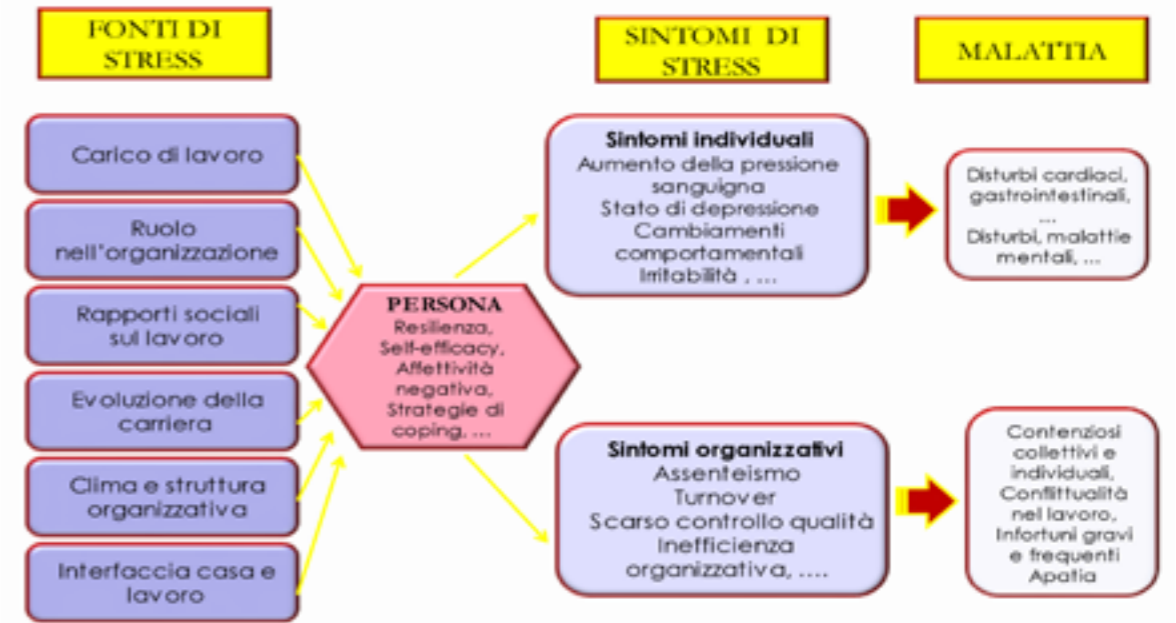 FONTI DI
STRESS
SINTOMI DI
STRESS
MALATTIA
Carico di lavoro
Ruolo
nell'organizzazione
Rapporti sociali
sul lavoro
Evoluzione della
carriera
Clima e struttura
organizzativa
Interfaccia casa e
lavoro
PERSONA
Resilienza,
Self-efficacy,
Affettività
negativa,
Strategie di
coping, ...
Sintomi individuali
Aumento della pressione
sanguigna
Stato di depressione
Cambiamenti
comportamentali
Irritabilità , ...
Sintomi organizzativi
Assenteismo
Turnover
Scarso controllo qualità
Inefficienza
organizzativa, ....
Disturbi cardiaci,
gastrointestinali,
...
Disturbi, malattie
mentali, ...
Contenziosi
collettivi e
individuali,
Conflittualità
nel lavoro,
Infortuni gravi
e frequenti
Apatia